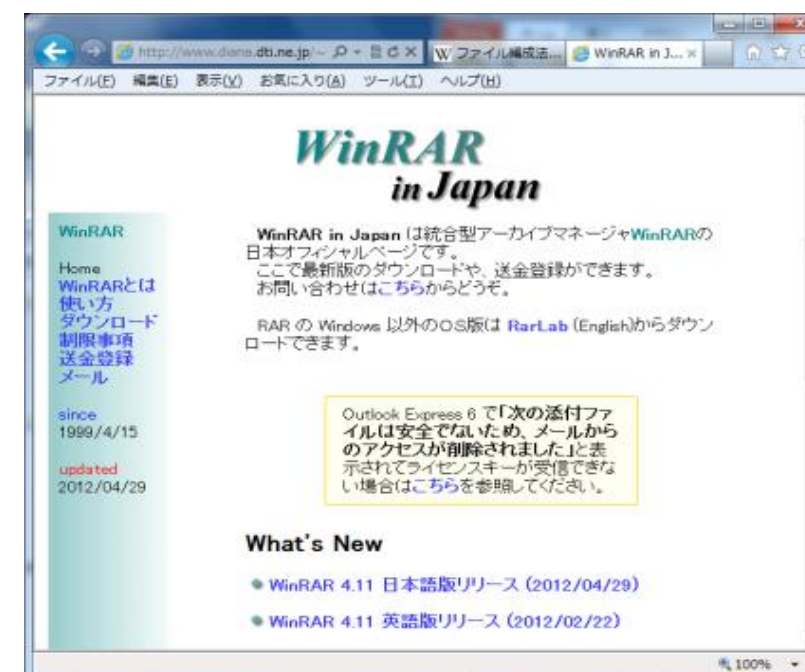 http://www.diana.dti.ne.jp/~
W ファイル編成法...
WinRAR in J...
ファイル(F) 編集(E) 表示(V) お気に入り(A) ツール(T) ヘルプ(H)
WinRAR
in Japan
WinRAR
Home
WinRARとは
使い方
ダウンロード
制限事項
送金登録
メール
since
1999/4/15
updated
2012/04/29
WinRAR in Japan は統合型アーカイブマネージャWinRARの
日本オフィシャルページです。
ここで最新版のダウンロードや、送金登録ができます。
お問い合わせはこちらからどうぞ。
RAR の Windows 以外のOS版は RarLab (English)からダウン
ロードできます。
Outlook Express 6 で「次の添付ファ
イルは安全でないため、メールから
のアクセスが削除されました」と表
示されてライセンスキーが受信できな
い場合はこちらを参照してください。
What's New
WinRAR 4.11 日本語版リリース (2012/04/29)
WinRAR 4.11 英語版リリース (2012/02/22)
100%